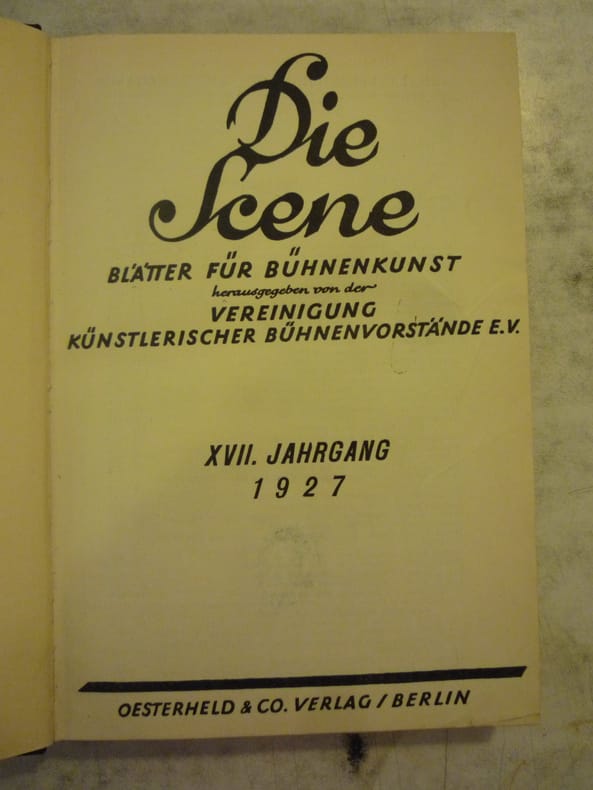 Die
Scene
BLÄTTER FÜR BÜHNENKUNST
herausgegeben von der
VEREINIGUNG
KÜNSTLERISCHER BÜHNENVORSTÄNDE E.V.
XVII. JAHRGANG
1927
OESTERHELD & CO. VERLAG / BERLIN